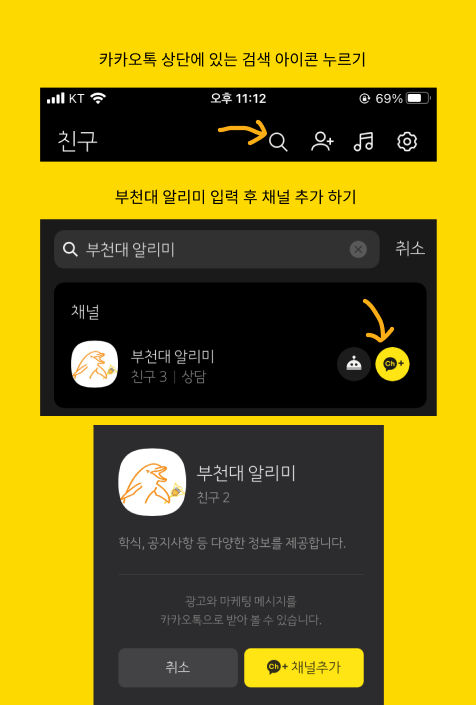 카카오톡 상단에 있는 검색 아이콘 누르기
KT 오후 11:12 69%
친구
부천대 알리미 입력 후 채널 추가 하기
부천대 알리미 취소
채널
부천대 알리미
친구 3 | 상담
Ch+
부천대 알리미
친구 2
학식, 공지사항 등 다양한 정보를 제공합니다.
광고와 마케팅 메시지를
카카오톡으로 받아 볼 수 있습니다.
취소 Ch+ 채널추가